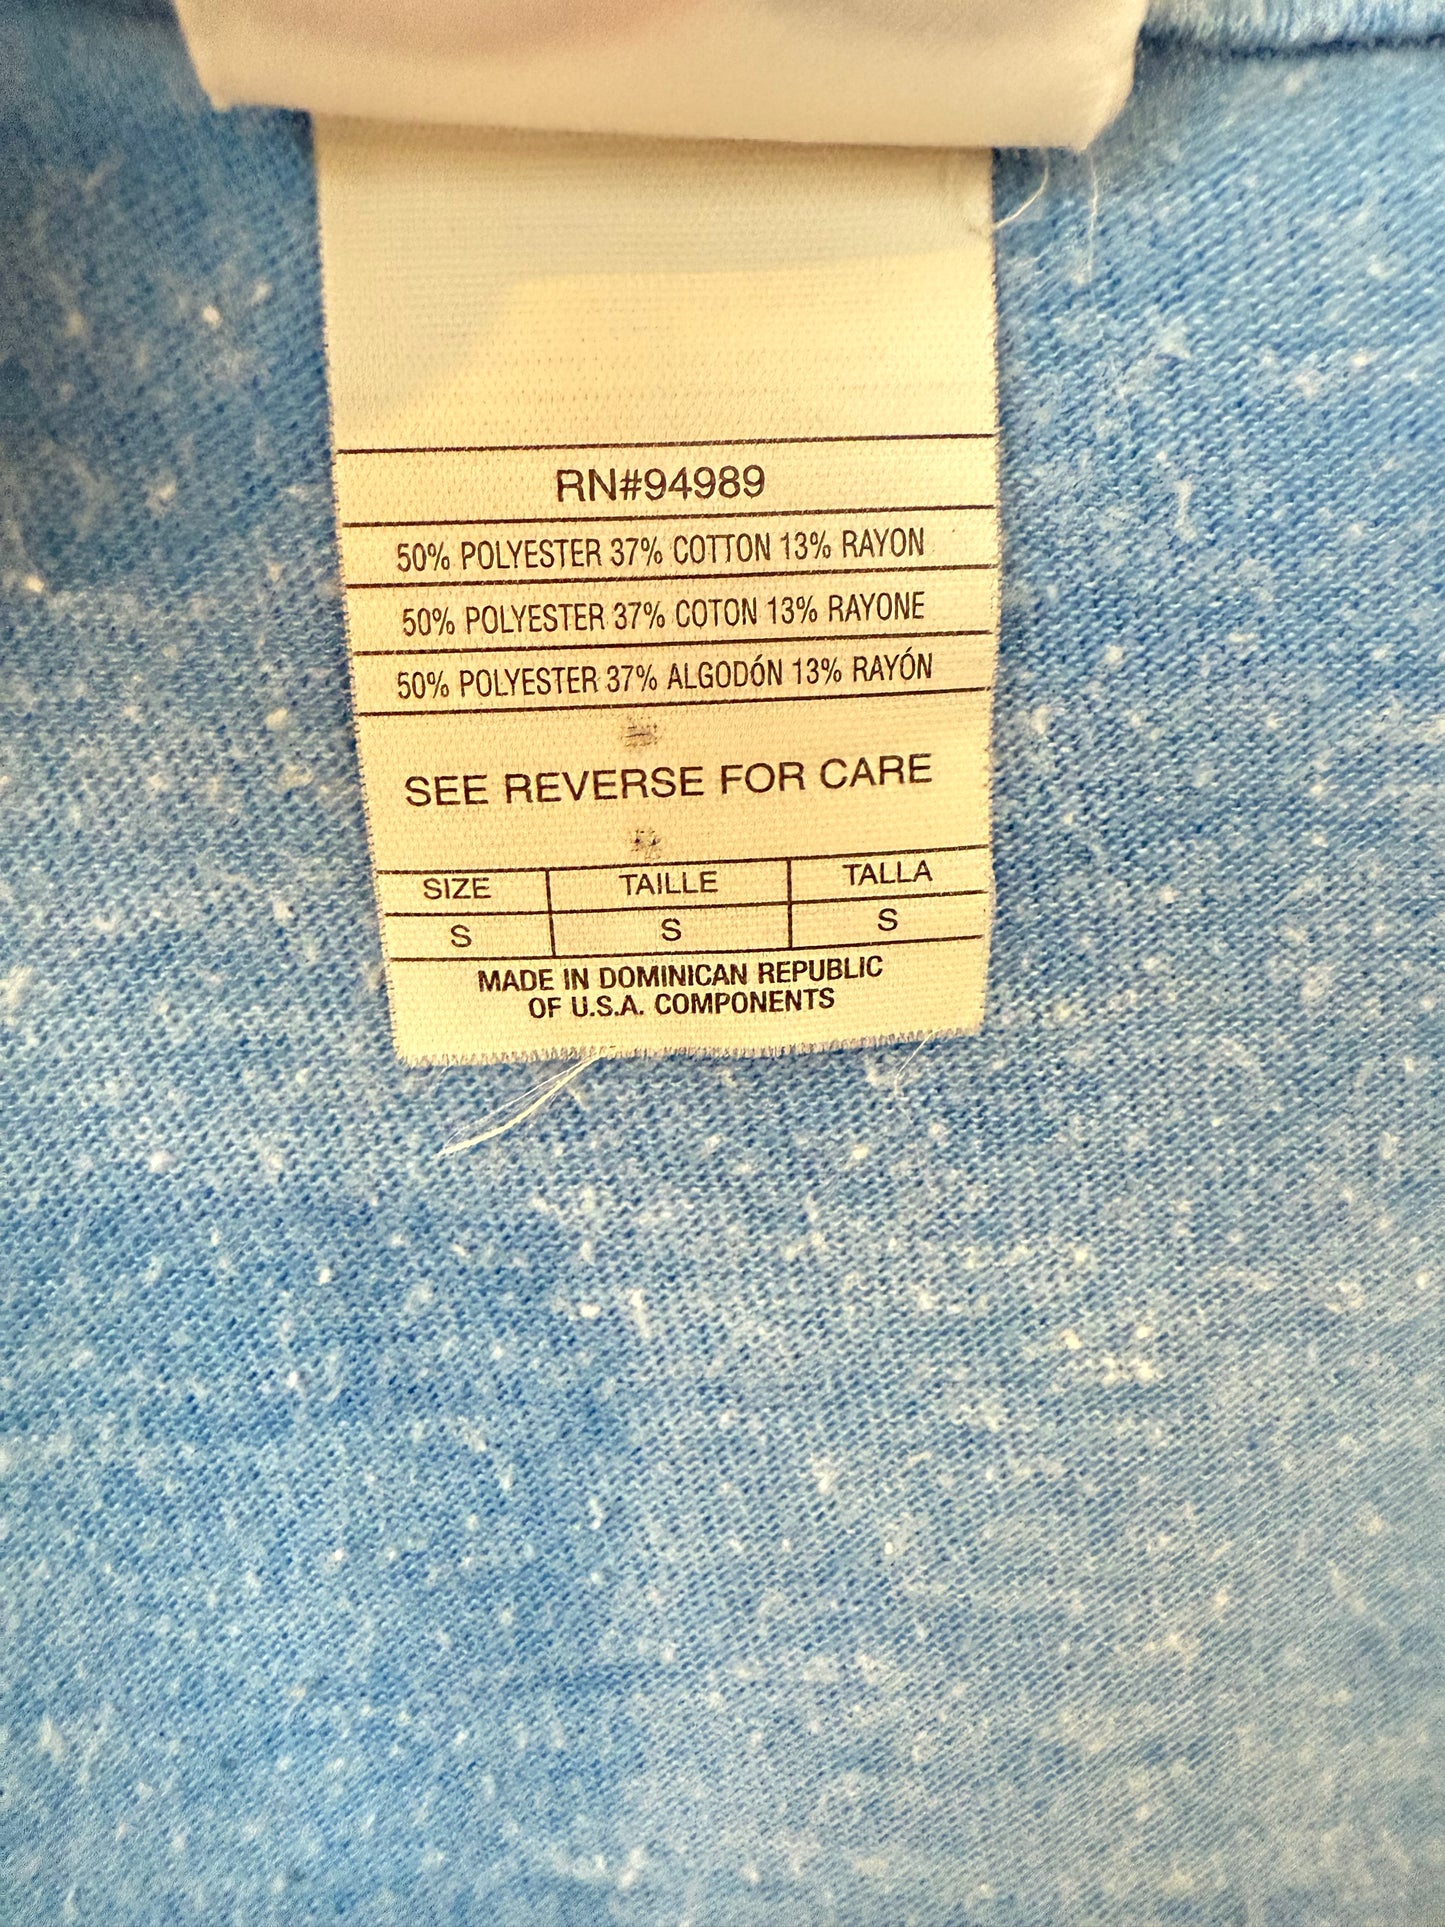 RN#94989
50% POLYESTER 37% COTTON 13% RAYON
50% POLYESTER 37% COTON 13% RAYONE
50% POLYESTER 37% ALGODÓN 13% RAYÓN
SEE REVERSE FOR CARE
SIZE TAILLE TALLA
S S S
MADE IN DOMINICAN REPUBLIC
OF U.S.A. COMPONENTS